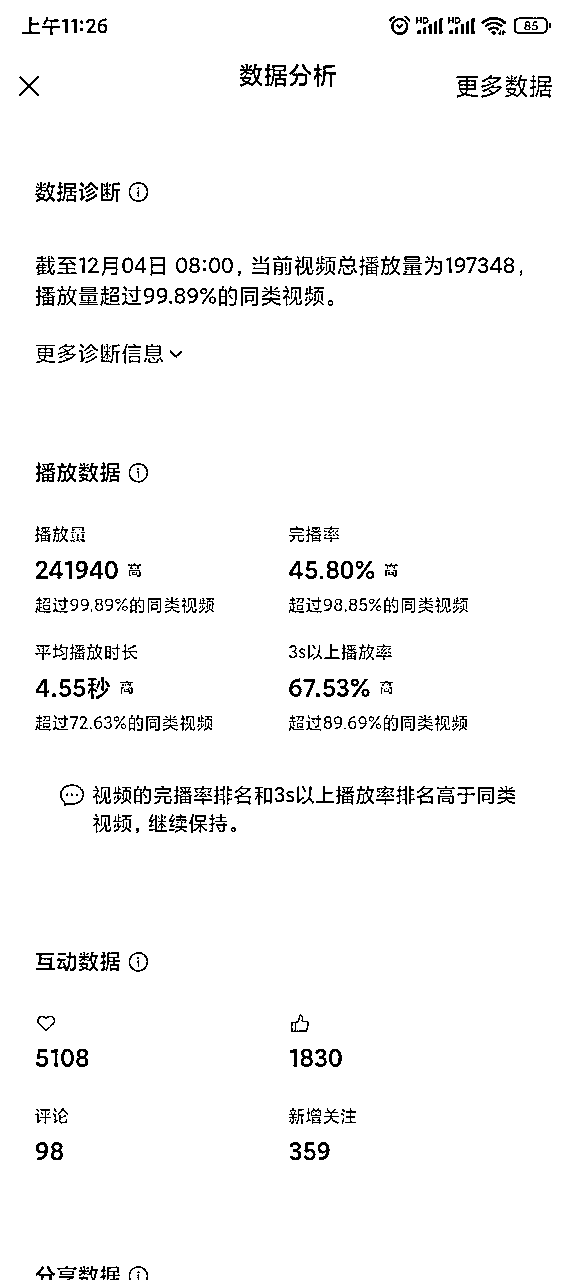 上午11:26
HD HD 85
数据分析
更多数据
数据诊断
截至12月04日 08:00，当前视频总播放量为197348，
播放量超过99.89%的同类视频。
更多诊断信息
播放数据
播放量 完播率
241940 高 45.80% 高
超过99.89%的同类视频 超过98.85%的同类视频
平均播放时长 3s以上播放率
4.55秒 高 67.53% 高
超过72.63%的同类视频 超过89.69%的同类视频
视频的完播率排名和3s以上播放率排名高于同类
视频，继续保持。
互动数据
5108 1830
评论 新增关注
98 359
分享数据